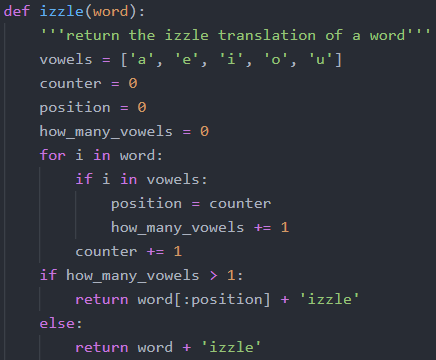 def izzle(word):
    '''return the izzle translation of a word'''
    vowels = ['a', 'e', 'i', 'o', 'u']
    counter = 0
    position = 0
    how_many_vowels = 0
    for i in word:
        if i in vowels:
            position = counter
            how_many_vowels += 1
        counter += 1
    if how_many_vowels > 1:
        return word[:position] + 'izzle'
    else:
        return word + 'izzle'